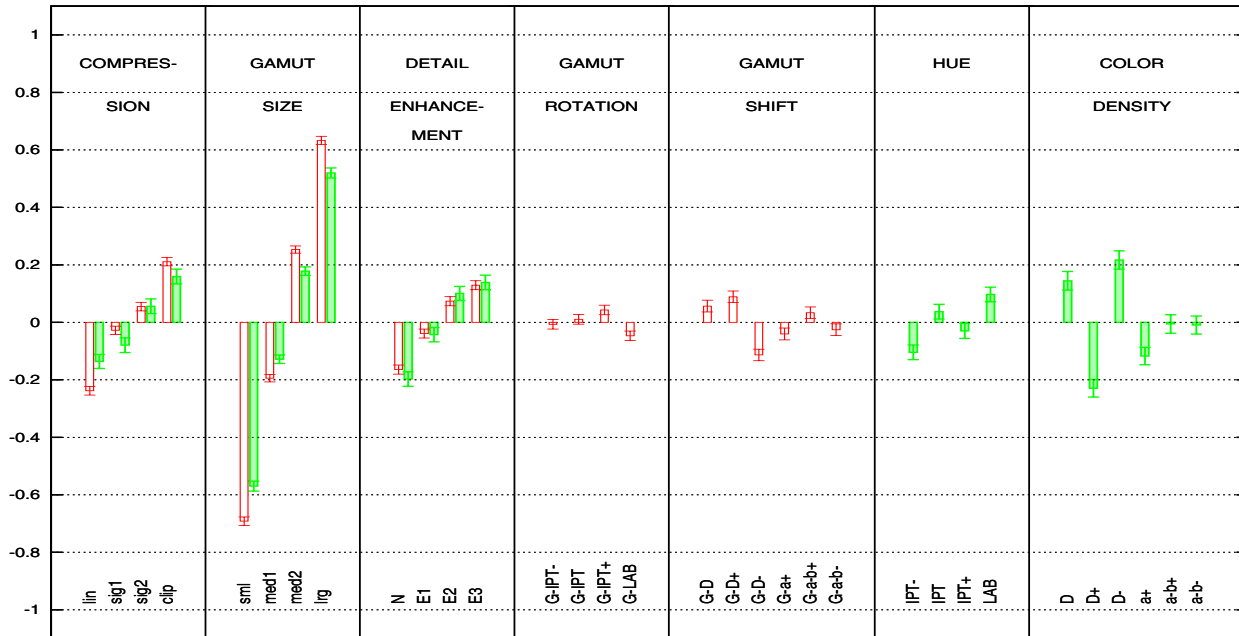 1
0.8
0.6
0.4
0.2
0
-0.2
-0.4
-0.6
-0.8
-1
COMPRES-
SION
GAMUT
SIZE
DETAIL
ENHANCE-
MENT
GAMUT
ROTATION
GAMUT
SHIFT
HUE
COLOR
DENSITY
lin
sig1
sig2
clip
sml
med1
med2
lrg
N
E1
E2
E3
G-IPT-
G-IPT
G-IPT+
G-LAB
G-D
G-D+
G-D-
G-a+
G-a-b+
G-a-b-
IPT-
IPT
IPT+
LAB
D
D+
D-
a+
a-b+
a-b-